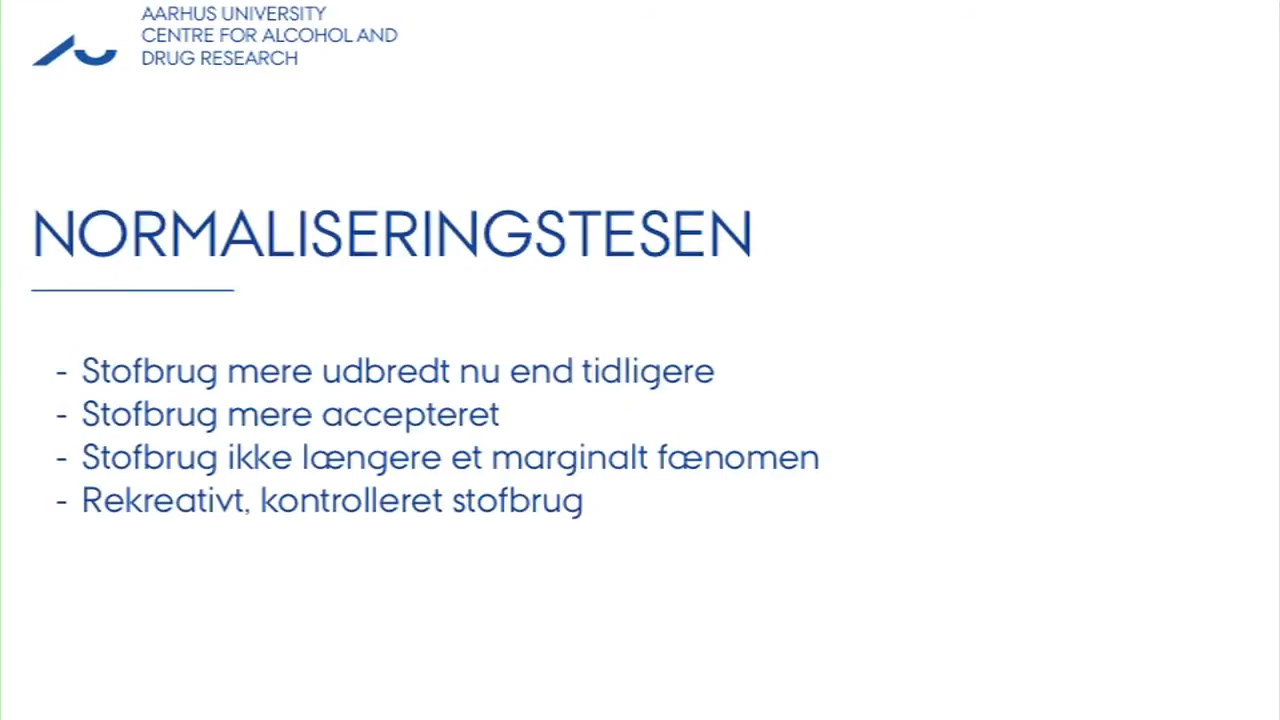 AARHUS UNIVERSITY
CENTRE FOR ALCOHOL AND
DRUG RESEARCH
NORMALISERINGSTESEN
- Stofbrug mere udbredt nu end tidligere
- Stofbrug mere accepteret
- Stofbrug ikke længere et marginalt fænomen
- Rekreativt, kontrolleret stofbrug